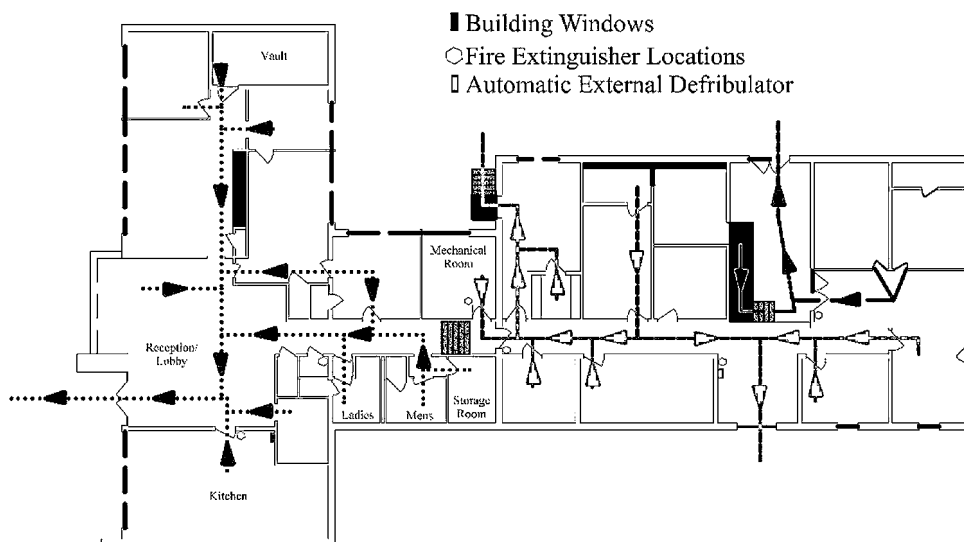 Building Windows
Fire Extinguisher Locations
Automatic External Defribulator
Vault
Mechanical
Room
Reception/
Lobby
Ladies
Mens
Storage
Room
Kitchen